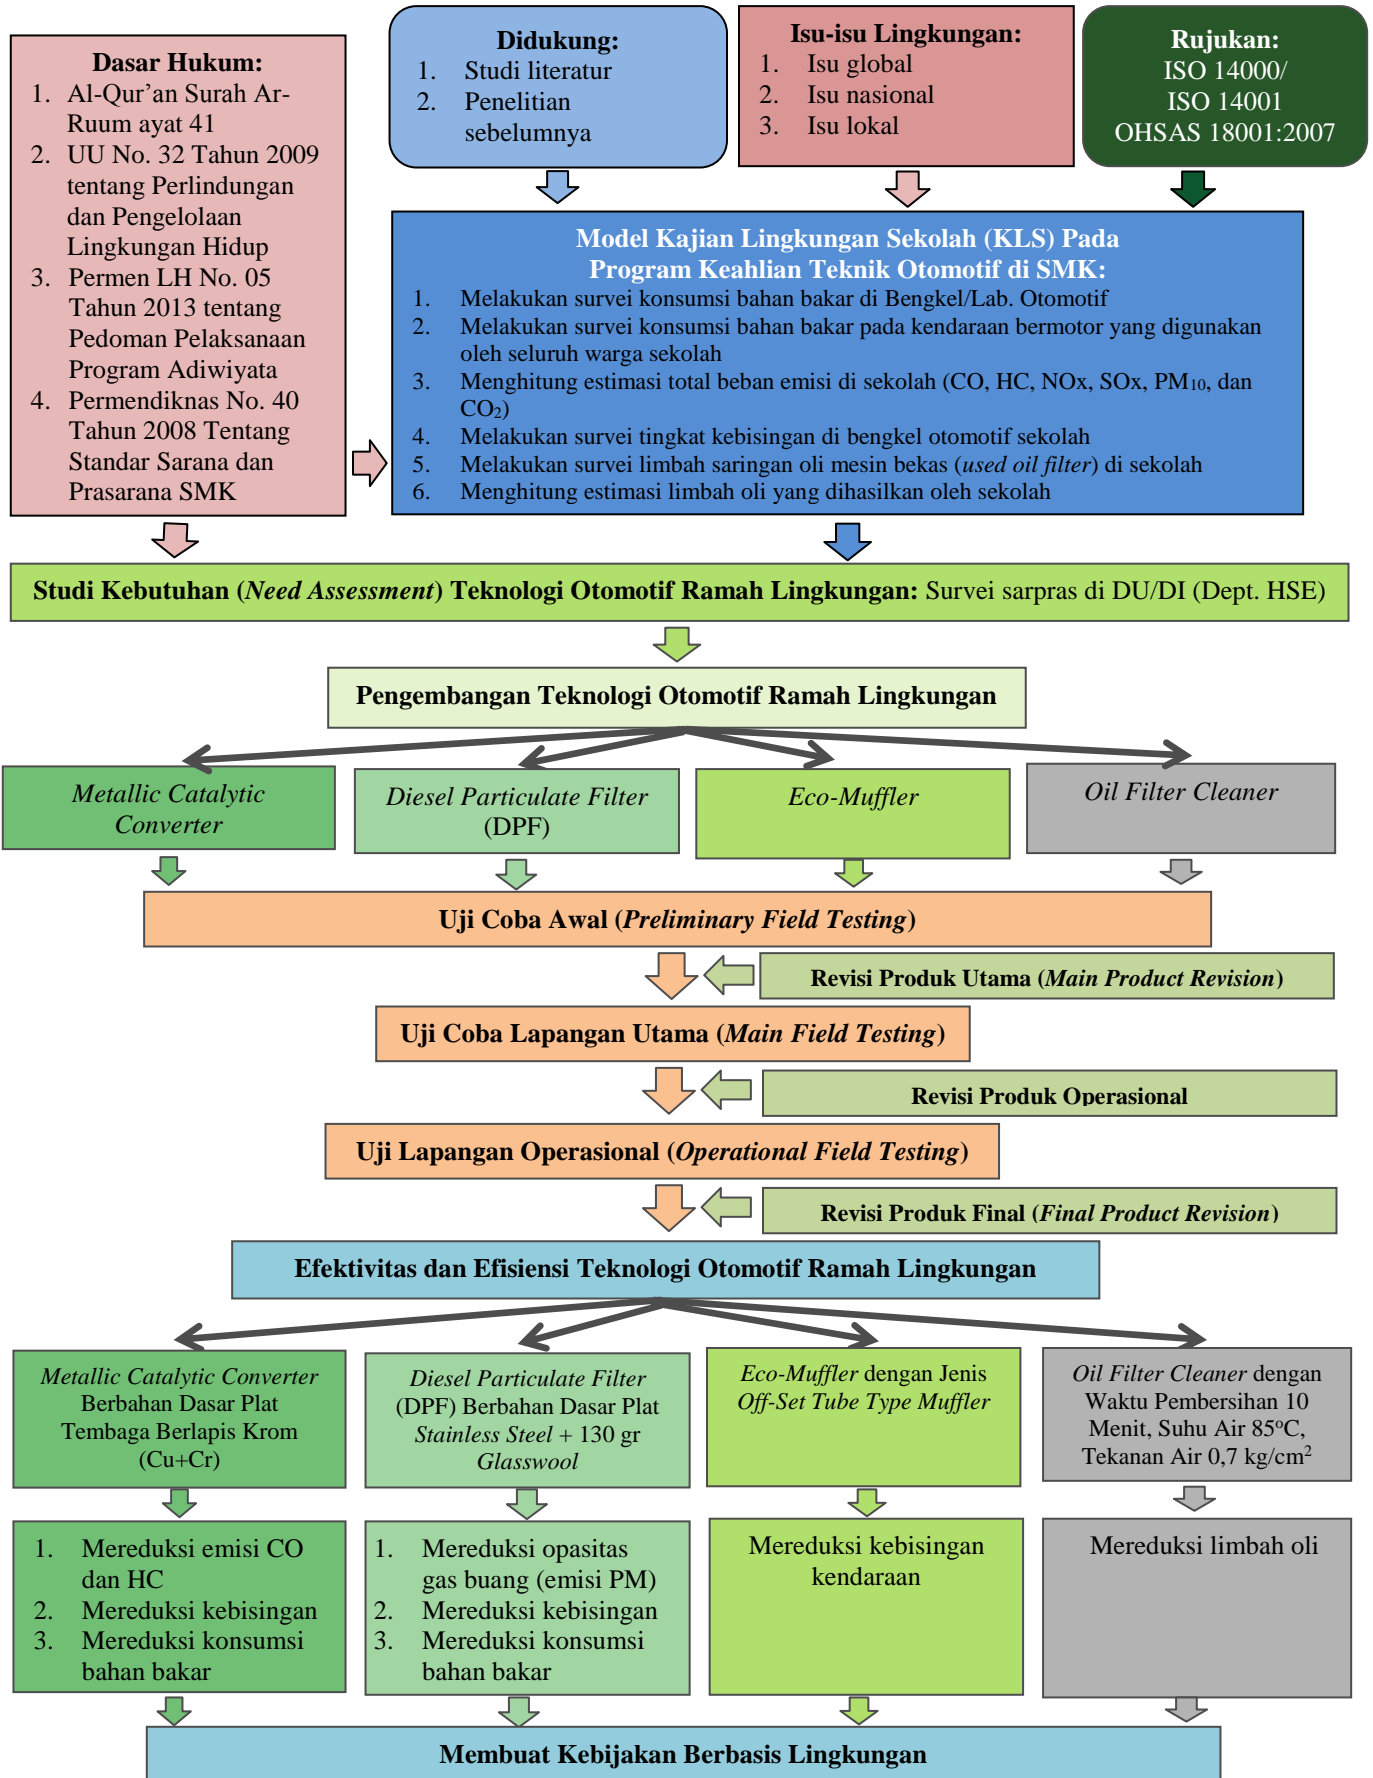 Dasar Hukum:
1. Al-Qur'an Surah Ar-
Ruum ayat 41
2. UU No. 32 Tahun 2009
tentang Perlindungan
dan Pengelolaan
Lingkungan Hidup
3. Permen LH No. 05
Tahun 2013 tentang
Pedoman Pelaksanaan
Program Adiwiyata
4. Permendiknas No. 40
Tahun 2008 Tentang
Standar Sarana dan
Prasarana SMK
Didukung:
1. Studi literatur
2. Penelitian
sebelumnya
Isu-isu Lingkungan:
1. Isu global
2. Isu nasional
3. Isu lokal
Rujukan:
ISO 14000/
ISO 14001
OHSAS 18001:2007
Model Kajian Lingkungan Sekolah (KLS) Pada
Program Keahlian Teknik Otomotif di SMK:
1. Melakukan survei konsumsi bahan bakar di Bengkel/Lab. Otomotif
2. Melakukan survei konsumsi bahan bakar pada kendaraan bermotor yang digunakan
oleh seluruh warga sekolah
3. Menghitung estimasi total beban emisi di sekolah (CO, HC, NOx, SOx, PM10, dan
CO2)
4. Melakukan survei tingkat kebisingan di bengkel otomotif sekolah
5. Melakukan survei limbah saringan oli mesin bekas (used oil filter) di sekolah
6. Menghitung estimasi limbah oli yang dihasilkan oleh sekolah
Studi Kebutuhan (Need Assessment) Teknologi Otomotif Ramah Lingkungan: Survei sarpras di DU/DI (Dept. HSE)
Pengembangan Teknologi Otomotif Ramah Lingkungan
Metallic Catalytic
Converter
Diesel Particulate Filter
(DPF)
Eco-Muffler
Oil Filter Cleaner
Uji Coba Awal (Preliminary Field Testing)
Revisi Produk Utama (Main Product Revision)
Uji Coba Lapangan Utama (Main Field Testing)
Revisi Produk Operasional
Uji Lapangan Operasional (Operational Field Testing)
Revisi Produk Final (Final Product Revision)
Efektivitas dan Efisiensi Teknologi Otomotif Ramah Lingkungan
Metallic Catalytic Converter
Berbahan Dasar Plat
Tembaga Berlapis Krom
(Cu+Cr)
Diesel Particulate Filter
(DPF) Berbahan Dasar Plat
Stainless Steel + 130 gr
Glasswool
Eco-Muffler dengan Jenis
Off-Set Tube Type Muffler
Oil Filter Cleaner dengan
Waktu Pembersihan 10
Menit, Suhu Air 85°C,
Tekanan Air 0,7 kg/cm²
1. Mereduksi emisi CO
dan HC
2. Mereduksi kebisingan
3. Mereduksi konsumsi
bahan bakar
1. Mereduksi opasitas
gas buang (emisi PM)
2. Mereduksi kebisingan
3. Mereduksi konsumsi
bahan bakar
Mereduksi kebisingan
kendaraan
Mereduksi limbah oli
Membuat Kebijakan Berbasis Lingkungan